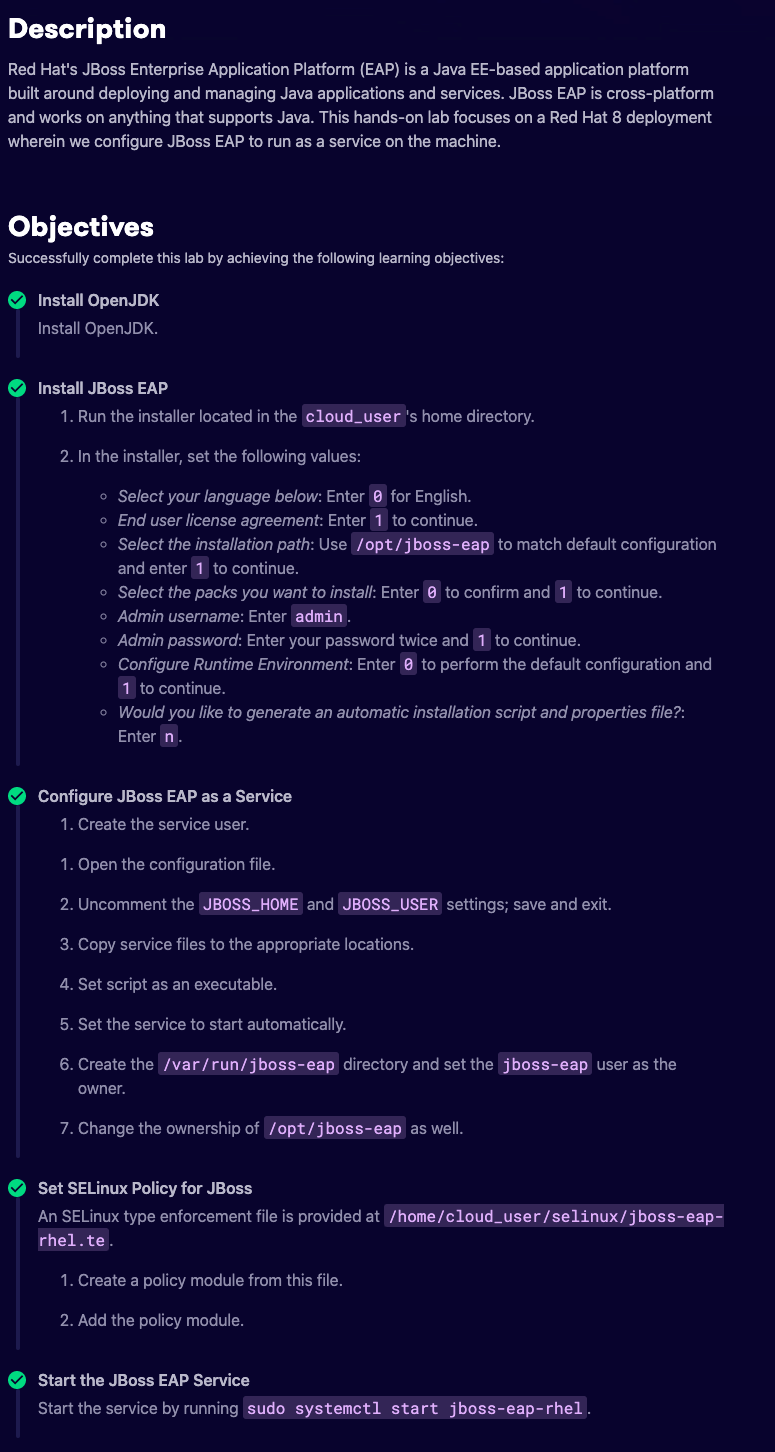 Description
Red Hat's JBoss Enterprise Application Platform (EAP) is a Java EE-based application platform
built around deploying and managing Java applications and services. JBoss EAP is cross-platform
and works on anything that supports Java. This hands-on lab focuses on a Red Hat 8 deployment
wherein we configure JBoss EAP to run as a service on the machine.
Objectives
Successfully complete this lab by achieving the following learning objectives:
Install OpenJDK
Install OpenJDK.
Install JBoss EAP
1. Run the installer located in the cloud_user's home directory.
2. In the installer, set the following values:
Select your language below: Enter 0 for English.
End user license agreement: Enter 1 to continue.
Select the installation path: Use /opt/jboss-eap to match default configuration
and enter 1 to continue.
Select the packs you want to install: Enter 0 to confirm and 1 to continue.
Admin username: Enter admin.
Admin password: Enter your password twice and 1 to continue.
Configure Runtime Environment: Enter 0 to perform the default configuration and
1 to continue.
Would you like to generate an automatic installation script and properties file?:
Enter n.
Configure JBoss EAP as a Service
1. Create the service user.
1. Open the configuration file.
2. Uncomment the JBOSS_HOME and JBOSS_USER settings; save and exit.
3. Copy service files to the appropriate locations.
4. Set script as an executable.
5. Set the service to start automatically.
6. Create the /var/run/jboss-eap directory and set the jboss-eap user as the
owner.
7. Change the ownership of /opt/jboss-eap as well.
Set SELinux Policy for JBoss
An SELinux type enforcement file is provided at /home/cloud_user/selinux/jboss-eap-
rhel.te.
1. Create a policy module from this file.
2. Add the policy module.
Start the JBoss EAP Service
Start the service by running sudo systemctl start jboss-eap-rhel.